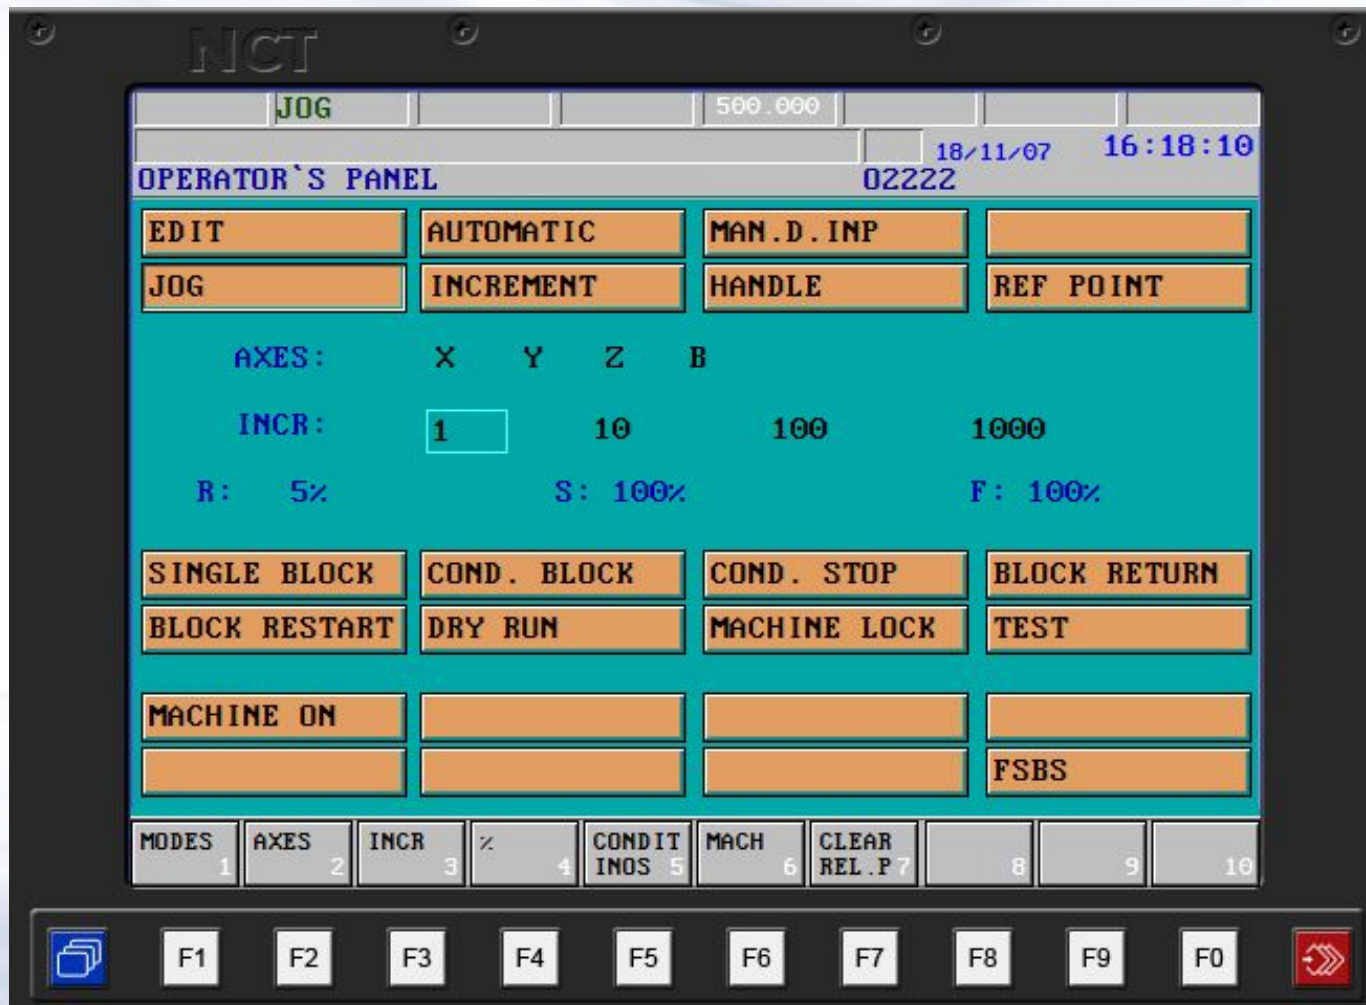 NCT
JOG 500.000
18/11/07 16:18:10
OPERATOR`S PANEL O2222
EDIT AUTOMATIC MAN.D.INP
JOG INCREMENT HANDLE REF POINT
AXES: X Y Z B
INCR: 1 10 100 1000
R: 5% S: 100% F: 100%
SINGLE BLOCK COND. BLOCK COND. STOP BLOCK RETURN
BLOCK RESTART DRY RUN MACHINE LOCK TEST
MACHINE ON
FSBS
MODES AXES INCR % CONDIT MACH CLEAR
1 2 3 4 INOS 5 6 REL.P 7 8 9 10
F1 F2 F3 F4 F5 F6 F7 F8 F9 F0